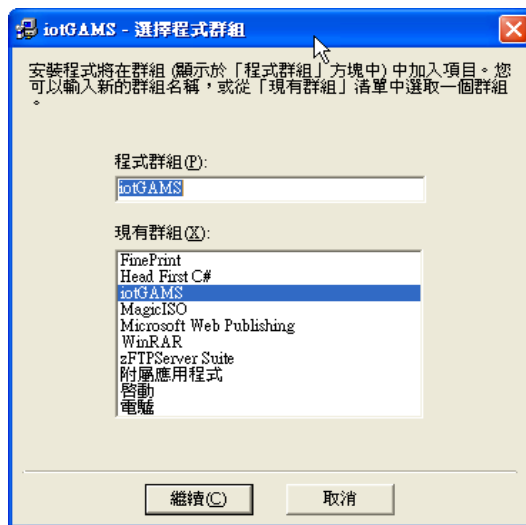 iotGAMS - 選擇程式群組
安裝程式將在群組 (顯示於「程式群組」方塊中) 中加入項目。您
可以輸入新的群組名稱，或從「現有群組」清單中選取一個群組
。
程式群組(P):
iotGAMS
現有群組(X):
FinePrint
Head First C#
iotGAMS
MagicISO
Microsoft Web Publishing
WinRAR
zFTPServer Suite
附屬應用程式
啓動
電驢
繼續(C)
取消